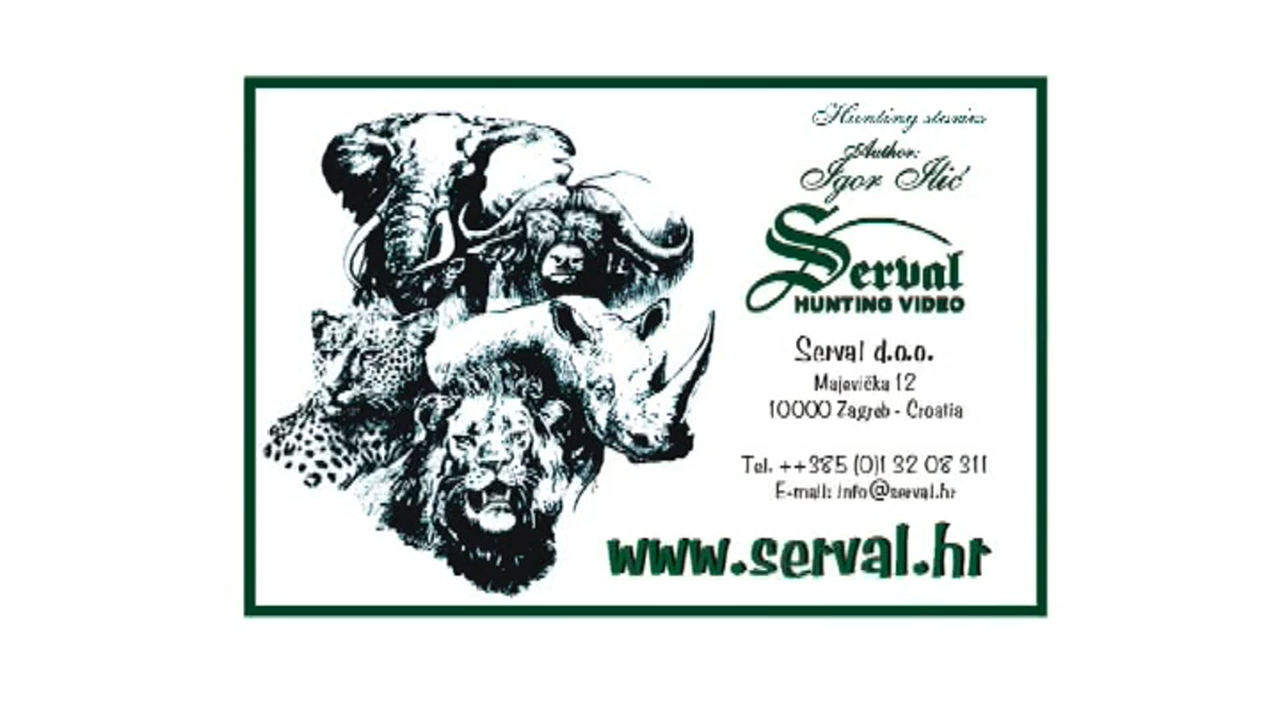 Hunting stories
Author:
Igor Ilić
Serval
HUNTING VIDEO
Serval d.o.o.
Majevička 12
10000 Zagreb - Croatia
Tel. ++385 (0)1 32 08 311
E-mail: info@serval.hr
www.serval.hr